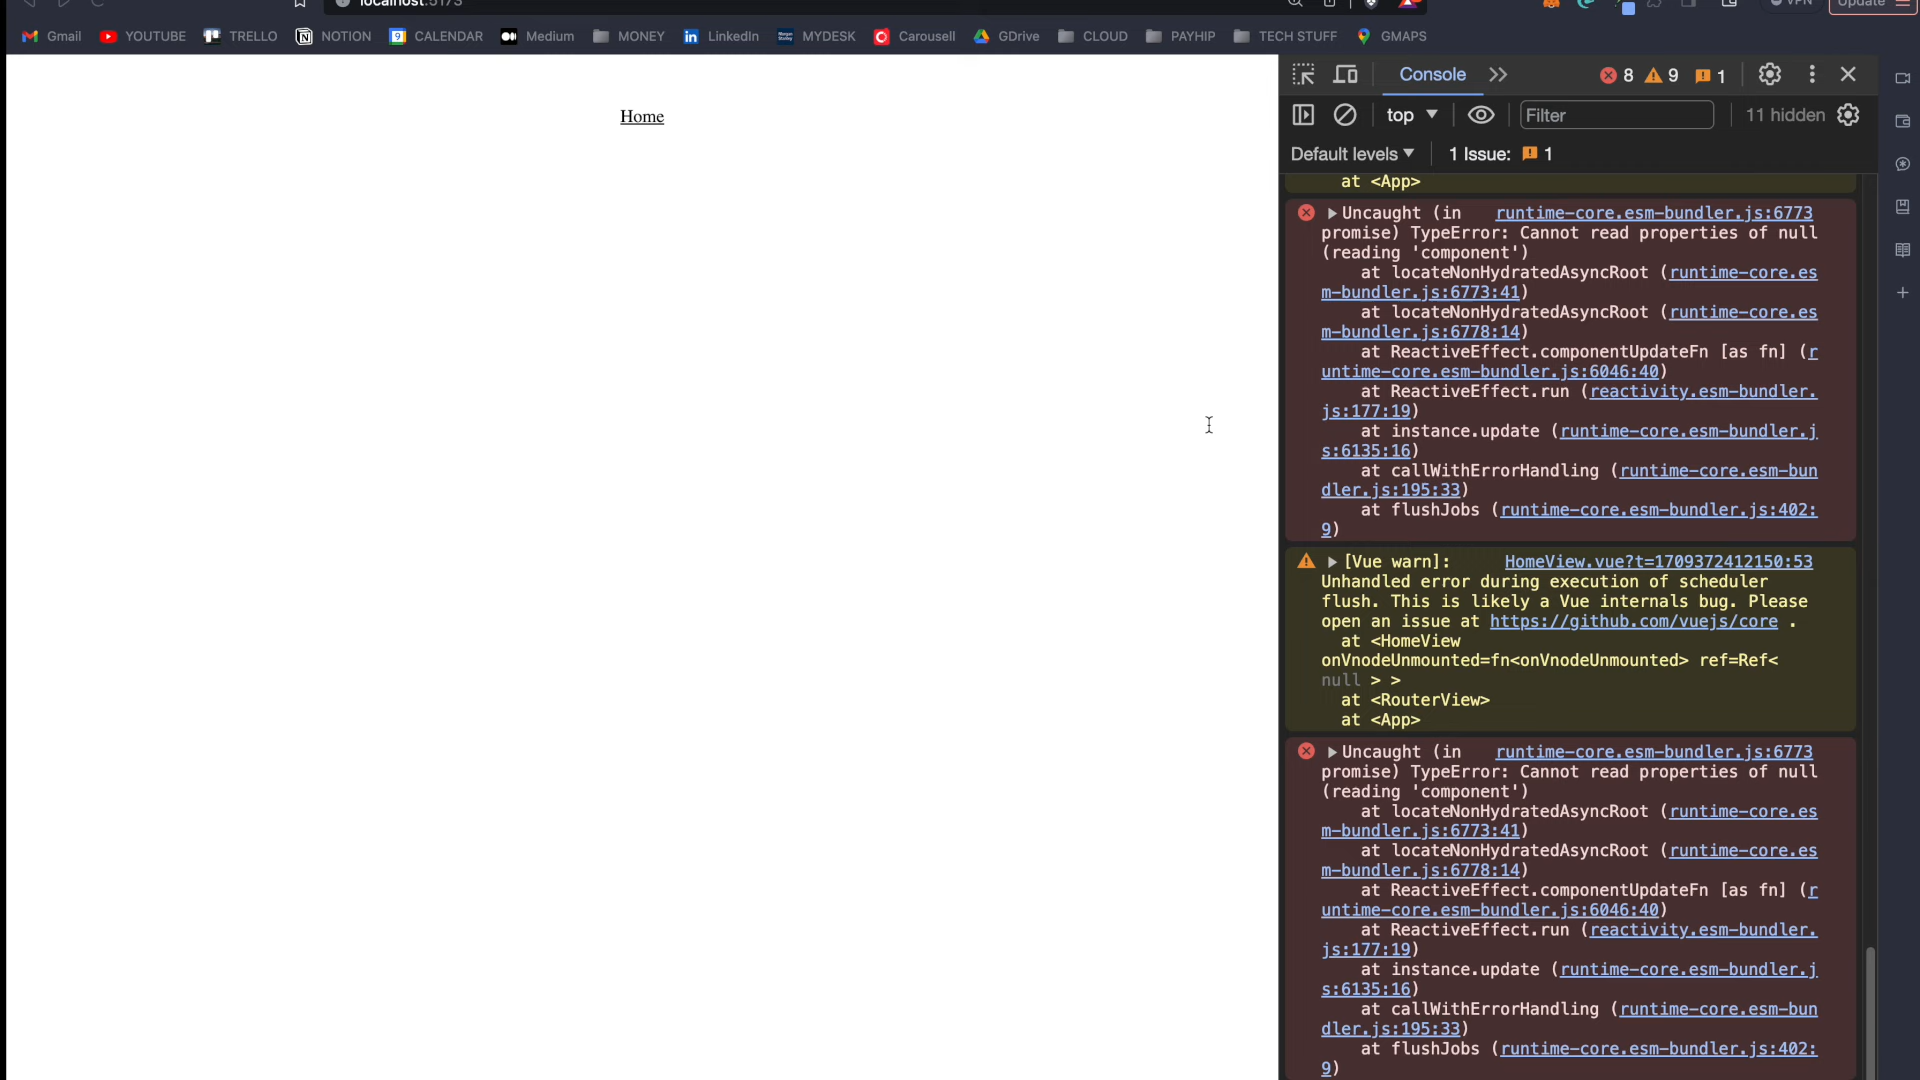 localhost:5173
VPN
Update
Gmail YOUTUBE TRELLO NOTION 9 CALENDAR Medium MONEY LinkedIn MYDESK Carousell GDrive CLOUD PAYHIP TECH STUFF GMAPS
Console 8 9 1
top Filter 11 hidden
Default levels 1 Issue: 1
Home
at <App>
Uncaught (in runtime-core.esm-bundler.js:6773
promise) TypeError: Cannot read properties of null
(reading 'component')
at locateNonHydratedAsyncRoot (runtime-core.es
m-bundler.js:6773:41)
at locateNonHydratedAsyncRoot (runtime-core.es
m-bundler.js:6778:14)
at ReactiveEffect.componentUpdateFn [as fn] (r
untime-core.esm-bundler.js:6046:40)
at ReactiveEffect.run (reactivity.esm-bundler.
js:177:19)
at instance.update (runtime-core.esm-bundler.j
s:6135:16)
at callWithErrorHandling (runtime-core.esm-bun
dler.js:195:33)
at flushJobs (runtime-core.esm-bundler.js:402:
9)
[Vue warn]: HomeView.vue?t=1709372412150:53
Unhandled error during execution of scheduler
flush. This is likely a Vue internals bug. Please
open an issue at https://github.com/vuejs/core .
at <HomeView
onVnodeUnmounted=fn<onVnodeUnmounted> ref=Ref<
null > >
at <RouterView>
at <App>
Uncaught (in runtime-core.esm-bundler.js:6773
promise) TypeError: Cannot read properties of null
(reading 'component')
at locateNonHydratedAsyncRoot (runtime-core.es
m-bundler.js:6773:41)
at locateNonHydratedAsyncRoot (runtime-core.es
m-bundler.js:6778:14)
at ReactiveEffect.componentUpdateFn [as fn] (r
untime-core.esm-bundler.js:6046:40)
at ReactiveEffect.run (reactivity.esm-bundler.
js:177:19)
at instance.update (runtime-core.esm-bundler.j
s:6135:16)
at callWithErrorHandling (runtime-core.esm-bun
dler.js:195:33)
at flushJobs (runtime-core.esm-bundler.js:402:
9)